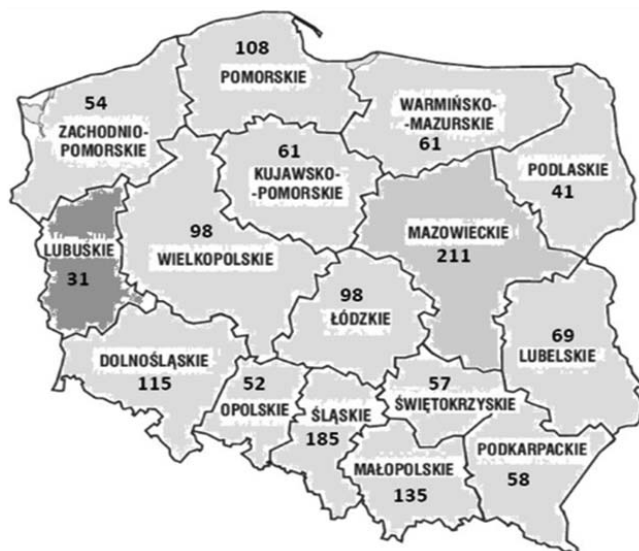 108
POMORSKIE
54
ZACHODNIO-
POMORSKIE
WARMIŃSKO-
-MAZURSKIE
61
61
KUJAWSKO-
-POMORSKIE
PODLASKIE
41
LUBUSKIE
31
98
WIELKOPOLSKIE
MAZOWIECKIE
211
98
ŁÓDZKIE
69
LUBELSKIE
DOLNOŚLĄSKIE
115
52
OPOLSKIE
ŚLĄSKIE
185
57
ŚWIĘTOKRZYSKIE
MAŁOPOLSKIE
135
PODKARPACKIE
58